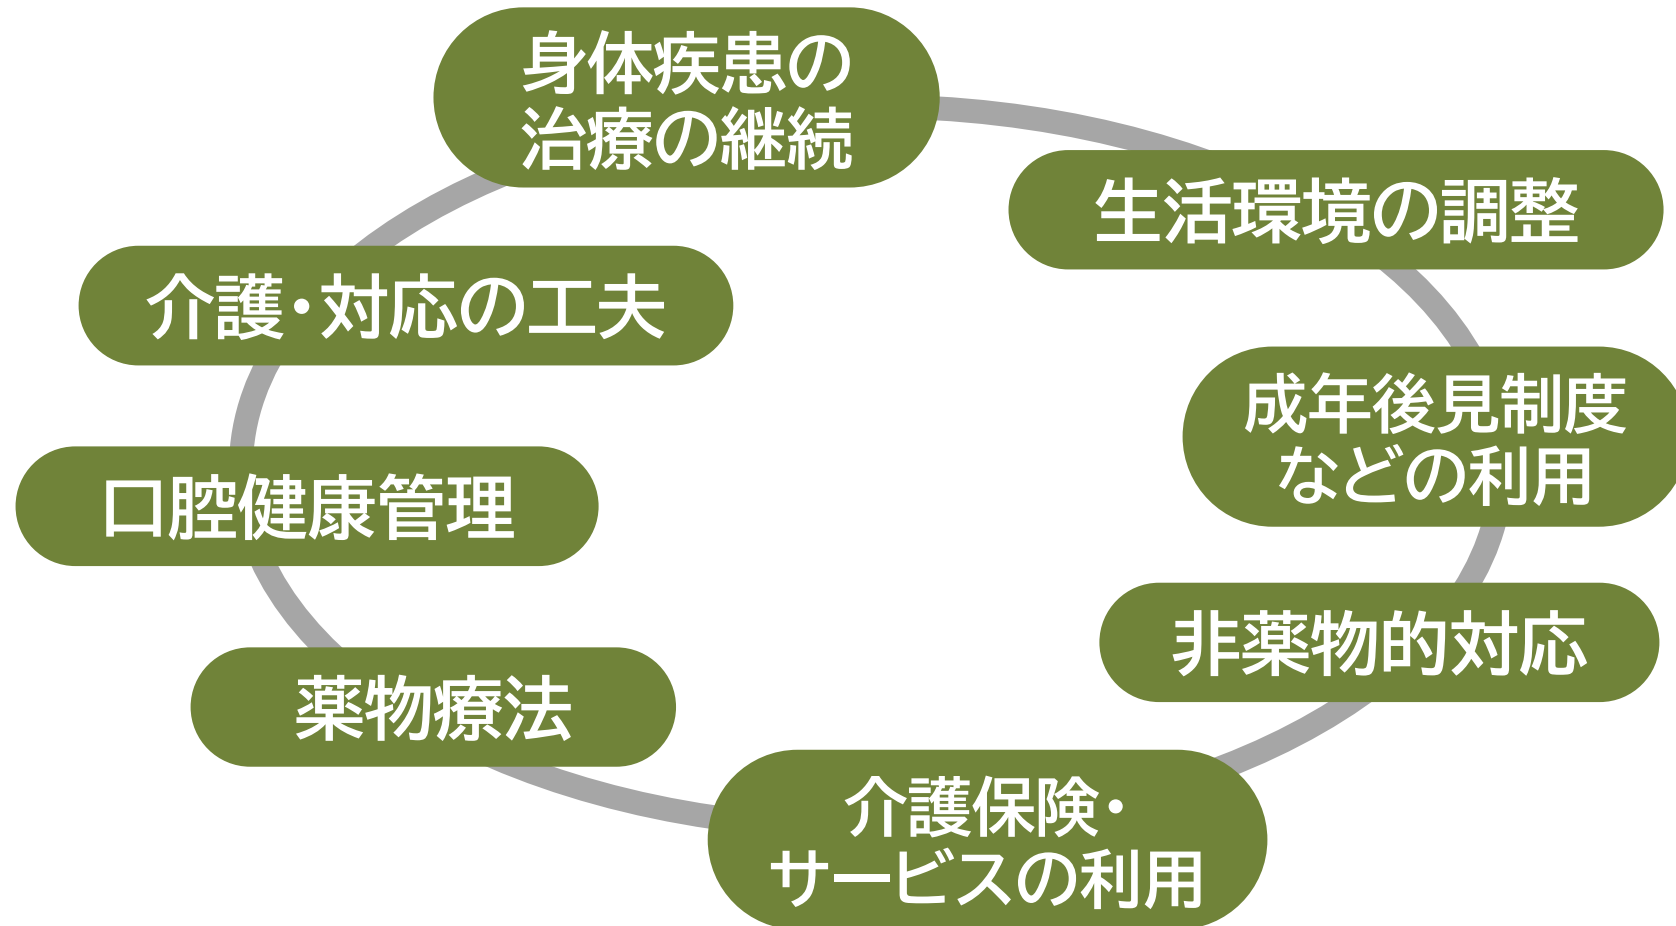 身体疾患の
治療の継続
生活環境の調整
介護・対応の工夫
成年後見制度
などの利用
口腔健康管理
非薬物的対応
薬物療法
介護保険・
サービスの利用